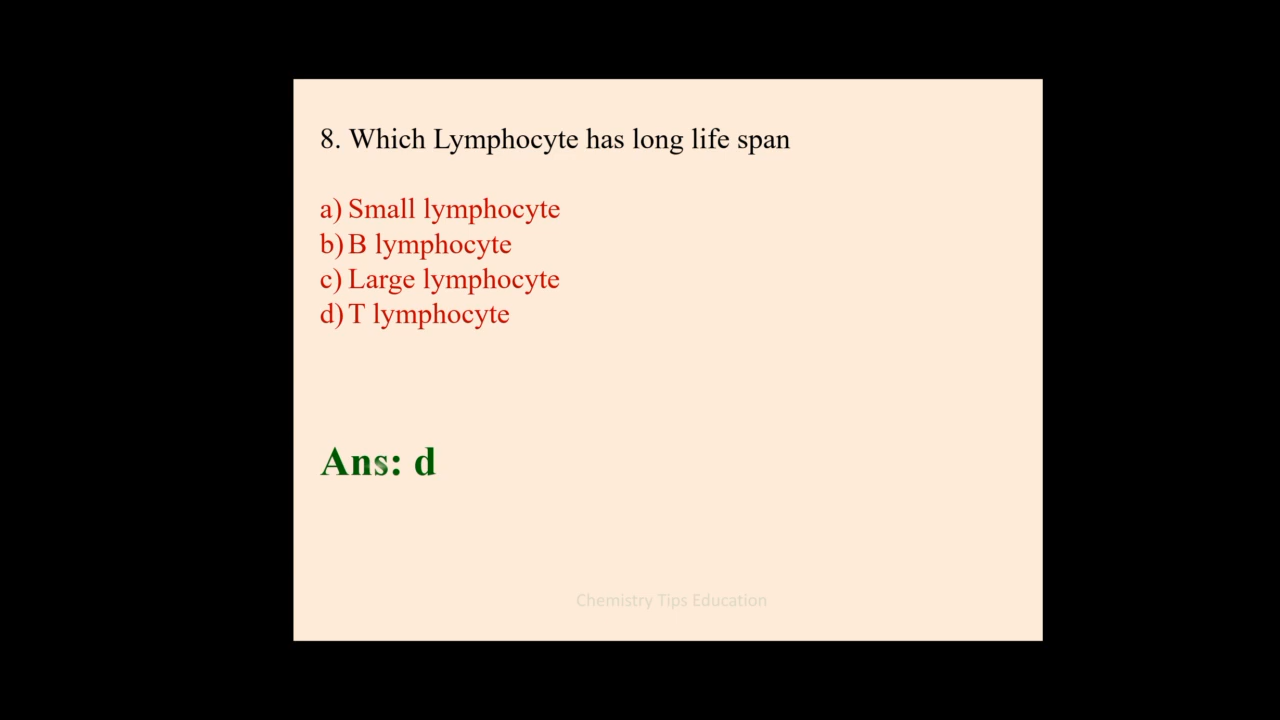 8. Which Lymphocyte has long life span
a) Small lymphocyte
b) B lymphocyte
c) Large lymphocyte
d) T lymphocyte
Ans: d
Chemistry Tips Education